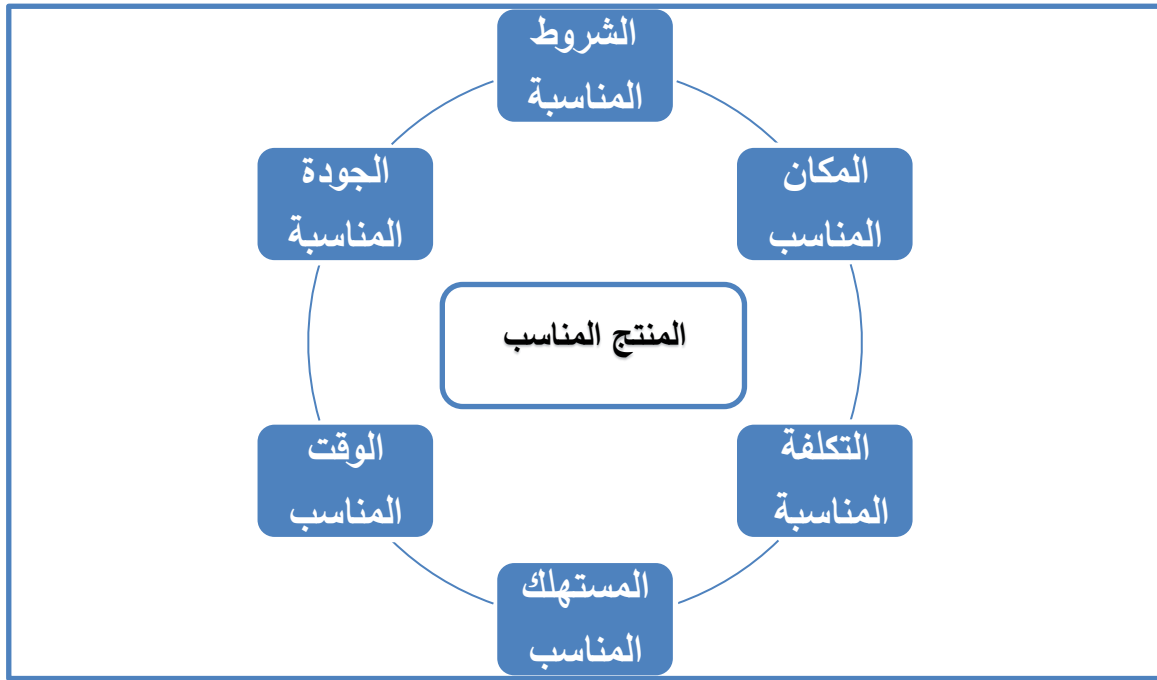 الشروط
المناسبة
المكان
المناسب
الجودة
المناسبة
المنتج المناسب
التكلفة
المناسبة
الوقت
المناسب
المستهلك
المناسب